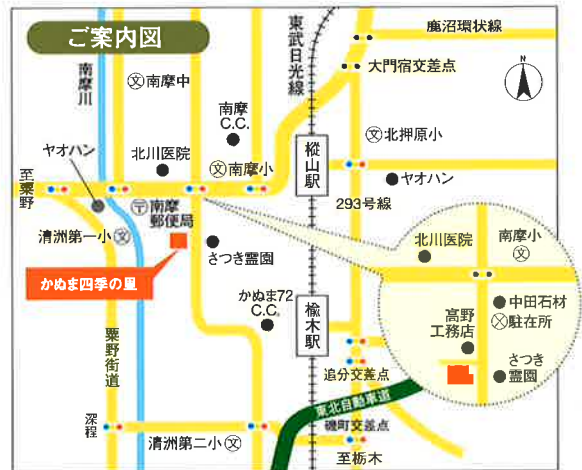 ご案内図
東武日光線
鹿沼環状線
大門宿交差点
N
南摩川
文 南摩中
南摩
C.C.
文 北押原小
ヤオハン
北川医院
文 南摩小
樅山駅
ヤオハン
至粟野
293号線
〒 南摩
郵便局
清洲第一小 文
さつき霊園
かぬま四季の里
かぬま72
C.C.
楡木駅
粟野街道
追分交差点
東北自動車道
深程
清洲第二小 文
磯町交差点
至栃木
北川医院
南摩小
文
中田石材
駐在所
高野
工務店
さつき
霊園